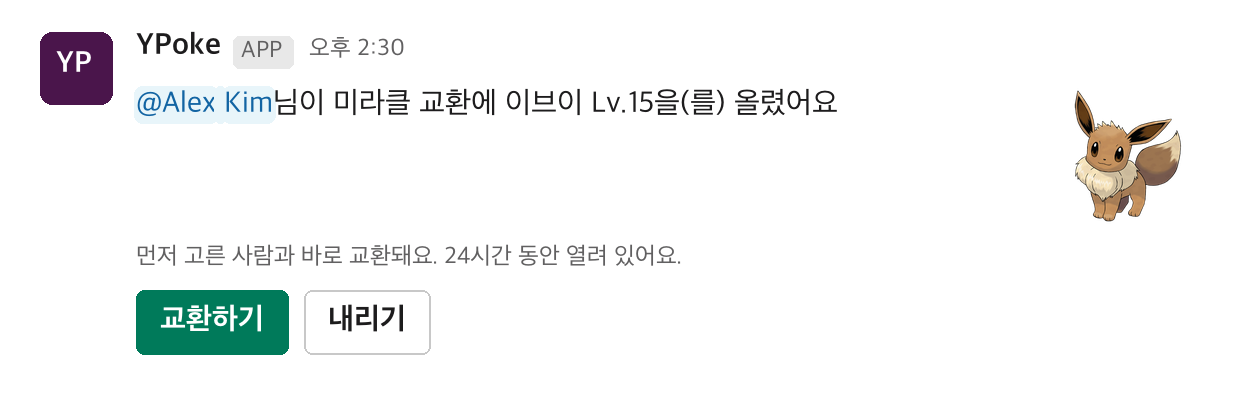 YP
YPoke APP 오후 2:30
@Alex Kim님이 미라클 교환에 이브이 Lv.15을(를) 올렸어요
먼저 고른 사람과 바로 교환돼요. 24시간 동안 열려 있어요.
교환하기 내리기